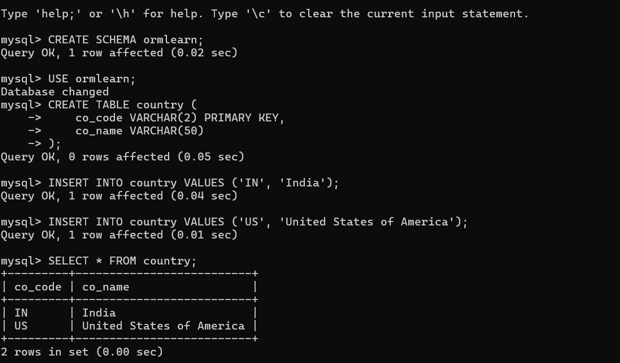 Type 'help;' or '\h' for help. Type '\c' to clear the current input statement.
mysql> CREATE SCHEMA ormlearn;
Query OK, 1 row affected (0.02 sec)
mysql> USE ormlearn;
Database changed
mysql> CREATE TABLE country (
    ->     co_code VARCHAR(2) PRIMARY KEY,
    ->     co_name VARCHAR(50)
    -> );
Query OK, 0 rows affected (0.05 sec)
mysql> INSERT INTO country VALUES ('IN', 'India');
Query OK, 1 row affected (0.04 sec)
mysql> INSERT INTO country VALUES ('US', 'United States of America');
Query OK, 1 row affected (0.01 sec)
mysql> SELECT * FROM country;
+---------+--------------------------+
| co_code | co_name                  |
+---------+--------------------------+
| IN      | India                    |
| US      | United States of America |
+---------+--------------------------+
2 rows in set (0.00 sec)